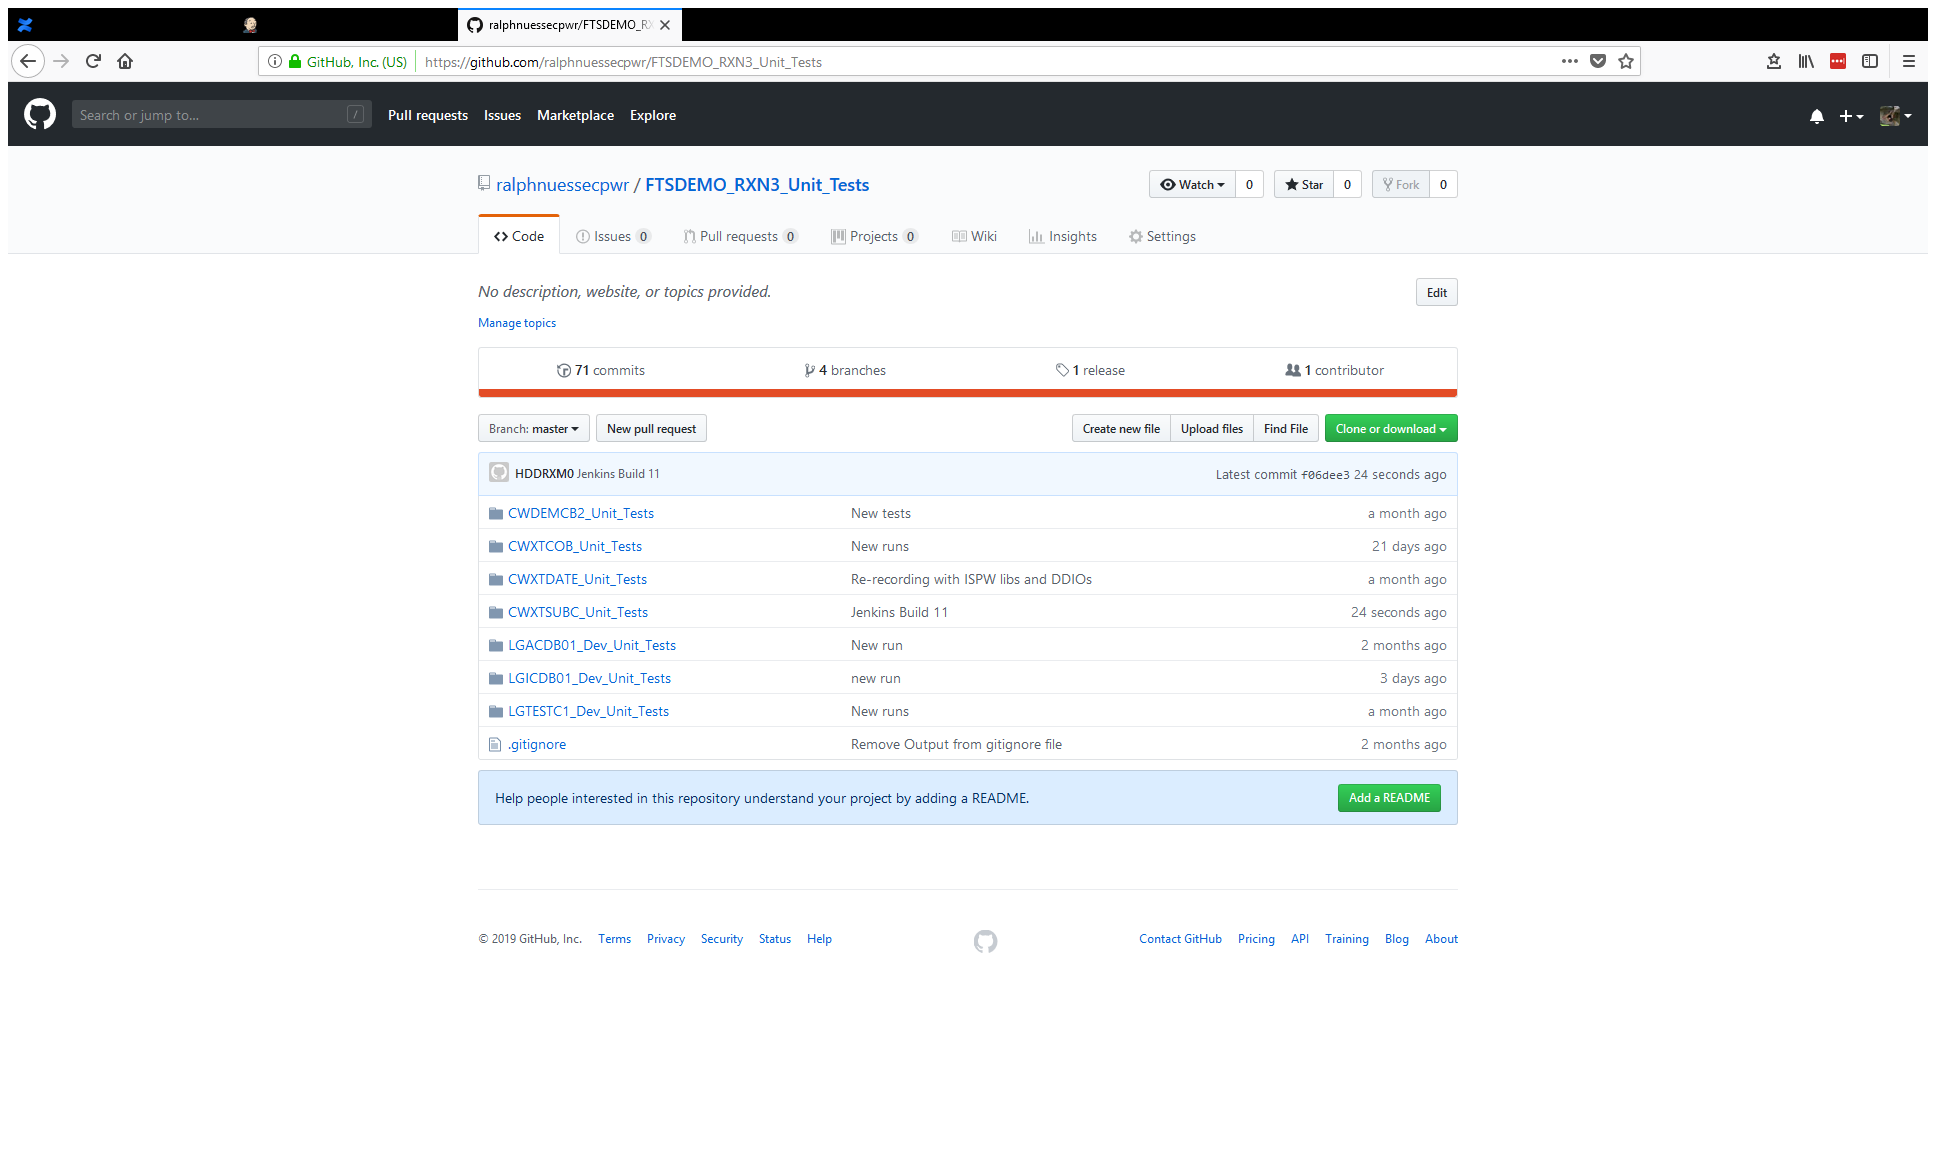 ralphnuessecpwr/FTSDEMO_RX
GitHub, Inc. (US) https://github.com/ralphnuessecpwr/FTSDEMO_RXN3_Unit_Tests
Search or jump to... / Pull requests Issues Marketplace Explore
ralphnuessecpwr / FTSDEMO_RXN3_Unit_Tests Watch 0 Star 0 Fork 0
Code Issues 0 Pull requests 0 Projects 0 Wiki Insights Settings
No description, website, or topics provided. Edit
Manage topics
71 commits 4 branches 1 release 1 contributor
Branch: master New pull request Create new file Upload files Find File Clone or download
HDDRXM0 Jenkins Build 11 Latest commit f06dee3 24 seconds ago
CWDEMCB2_Unit_Tests New tests a month ago
CWXTCOB_Unit_Tests New runs 21 days ago
CWXTDATE_Unit_Tests Re-recording with ISPW libs and DDIOs a month ago
CWXTSUBC_Unit_Tests Jenkins Build 11 24 seconds ago
LGACDB01_Dev_Unit_Tests New run 2 months ago
LGICDB01_Dev_Unit_Tests new run 3 days ago
LGTESTC1_Dev_Unit_Tests New runs a month ago
.gitignore Remove Output from gitignore file 2 months ago
Help people interested in this repository understand your project by adding a README. Add a README
© 2019 GitHub, Inc. Terms Privacy Security Status Help Contact GitHub Pricing API Training Blog About